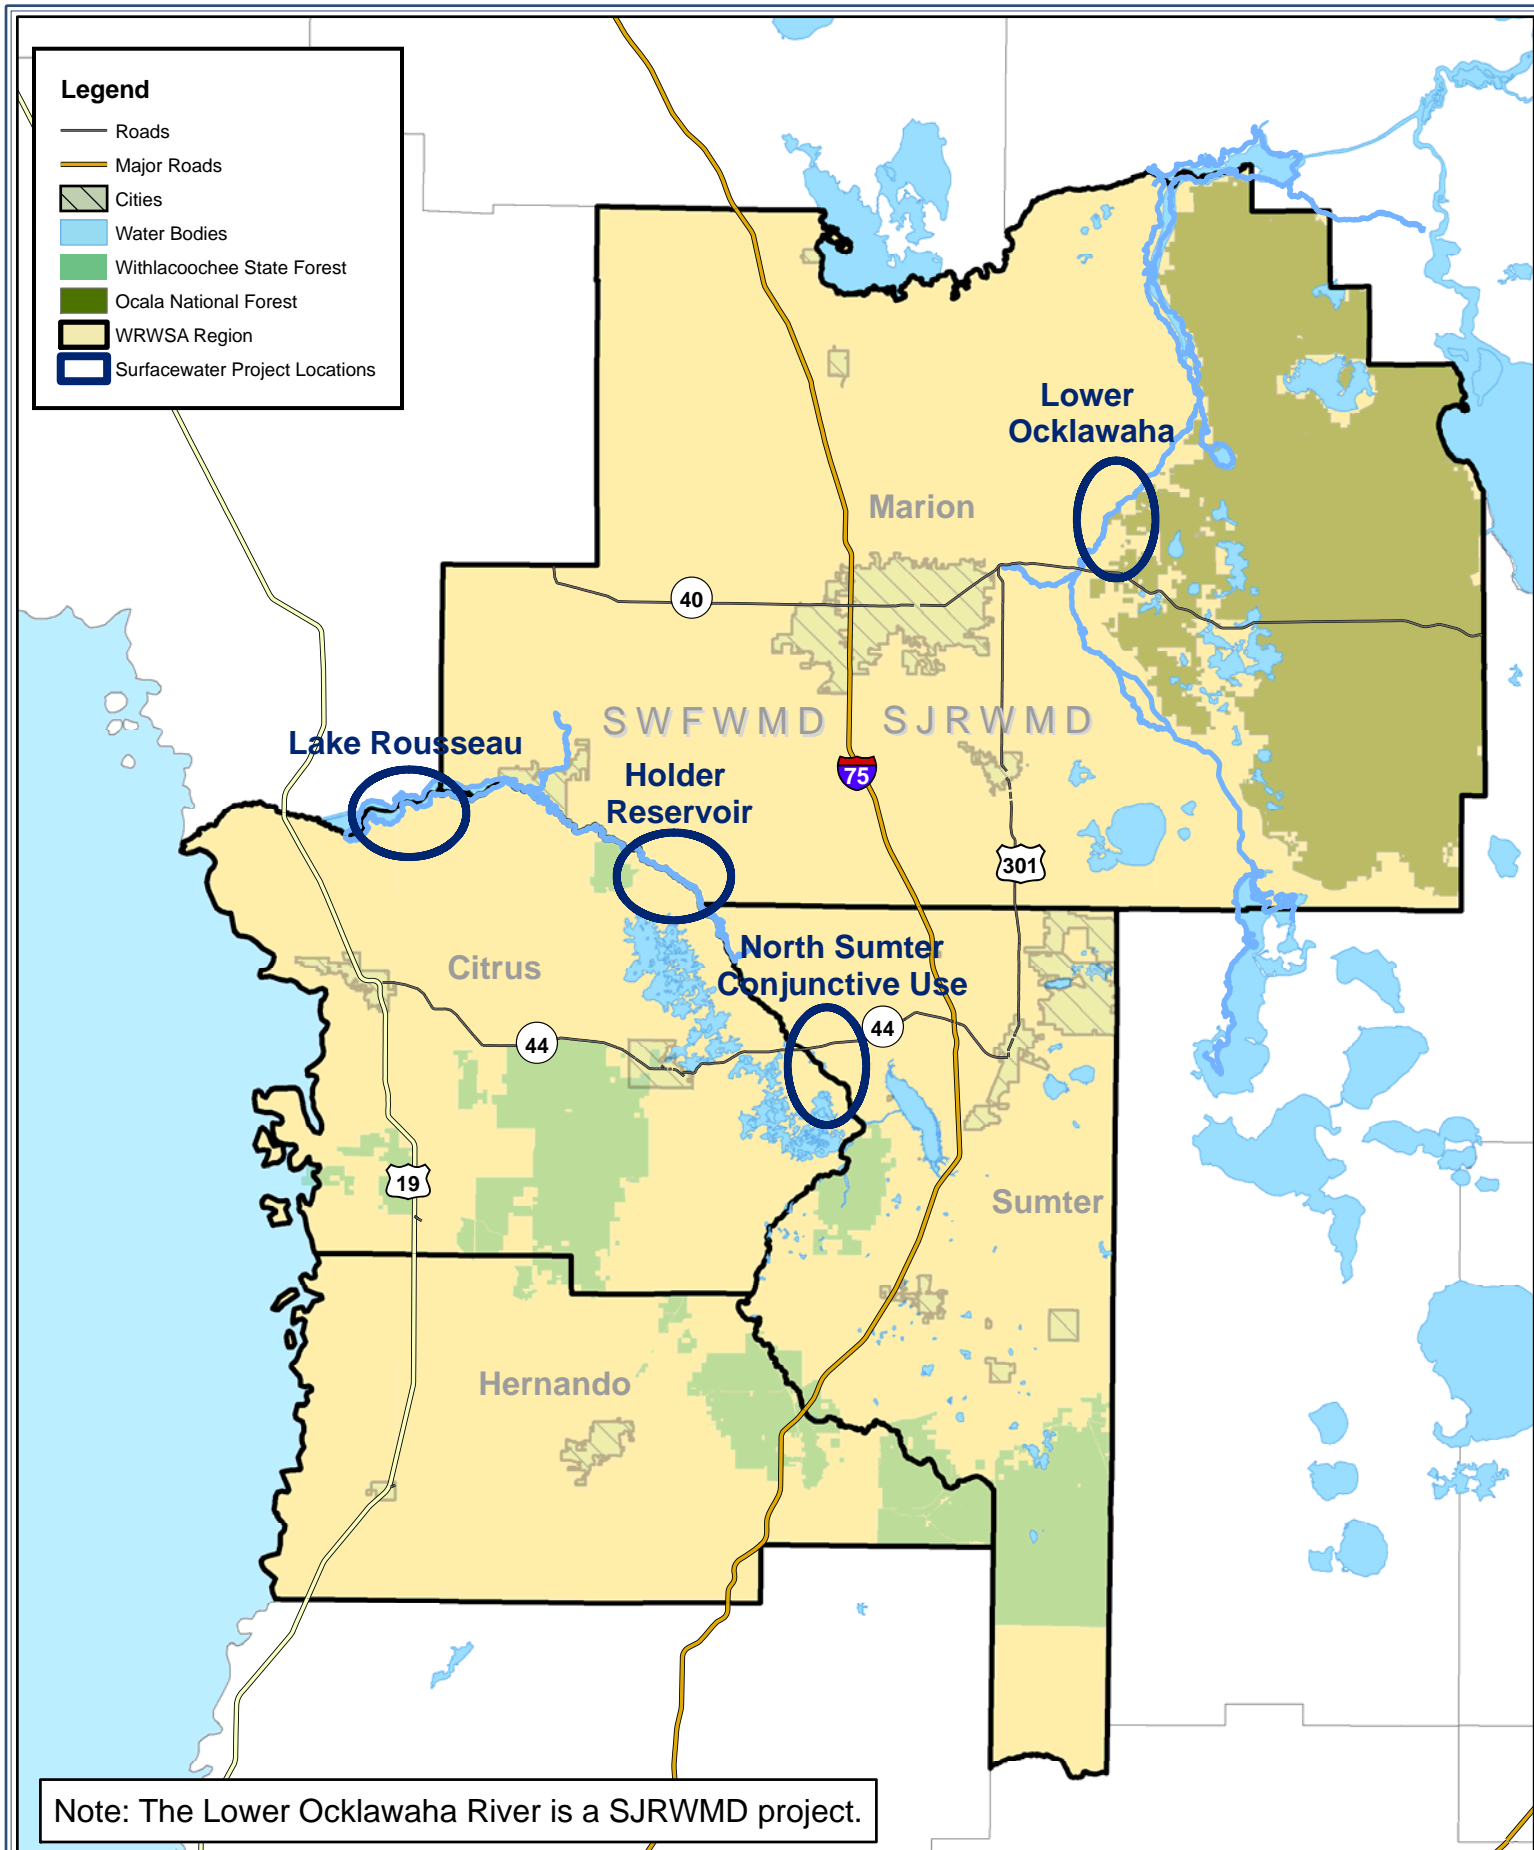 Legend
Roads
Major Roads
Cities
Water Bodies
Withlacoochee State Forest
Ocala National Forest
WRWSA Region
Surfacewater Project Locations
Lower
Ocklawaha
Marion
40
SWFWMD
SJRWMD
Lake Rousseau
75
Holder
Reservoir
301
North Sumter
Conjunctive Use
Citrus
44
44
19
Sumter
Hernando
Note: The Lower Ocklawaha River is a SJRWMD project.